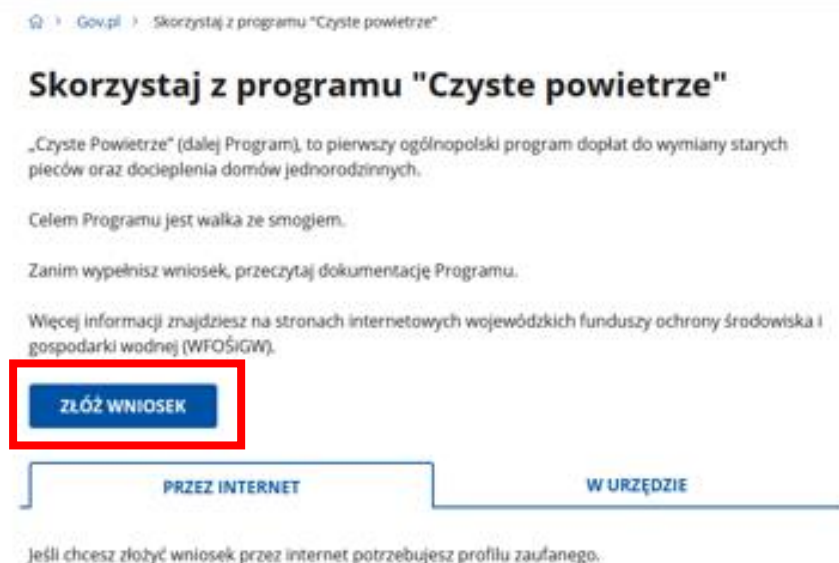 Gov.pl > Skorzystaj z programu "Czyste powietrze"
Skorzystaj z programu "Czyste powietrze"
„Czyste Powietrze" (dalej Program), to pierwszy ogólnopolski program dopłat do wymiany starych
pieców oraz docieplenia domów jednorodzinnych.
Celem Programu jest walka ze smogiem.
Zanim wypełnisz wniosek, przeczytaj dokumentację Programu.
Więcej informacji znajdziesz na stronach internetowych wojewódzkich funduszy ochrony środowiska i
gospodarki wodnej (WFOŚiGW).
ZŁÓŻ WNIOSEK
PRZEZ INTERNET W URZĘDZIE
Jeśli chcesz złożyć wniosek przez internet potrzebujesz profilu zaufanego.